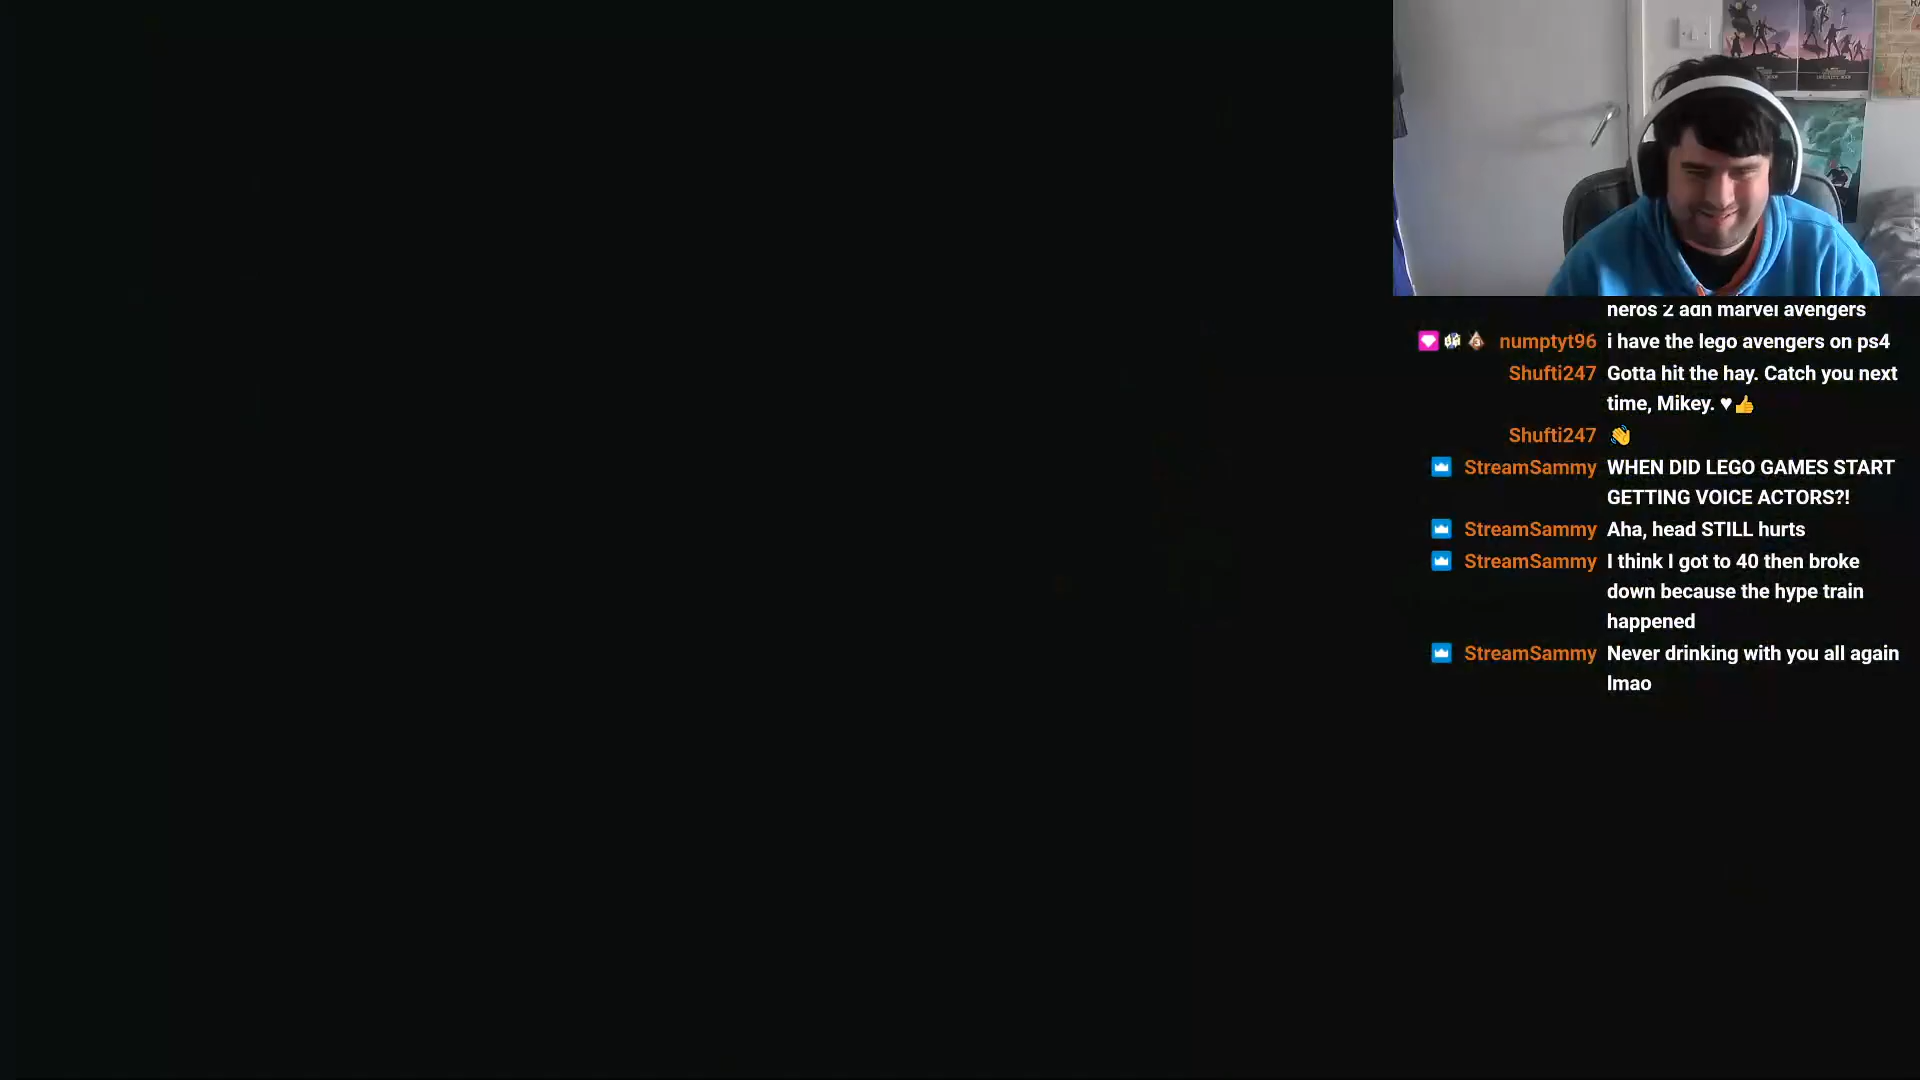 heros 2 adn marvel avengers
numptyt96 i have the lego avengers on ps4
Shufti247 Gotta hit the hay. Catch you next
time, Mikey. ♥👍
Shufti247 👋
StreamSammy WHEN DID LEGO GAMES START
GETTING VOICE ACTORS?!
StreamSammy Aha, head STILL hurts
StreamSammy I think I got to 40 then broke
down because the hype train
happened
StreamSammy Never drinking with you all again
lmao